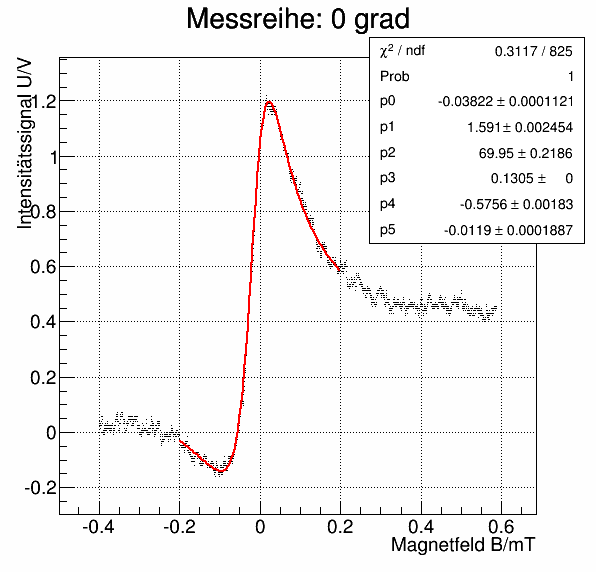 Messreihe: 0 grad
χ² / ndf 0.3117 / 825
Prob 1
p0 -0.03822 ± 0.0001121
p1 1.591 ± 0.002454
p2 69.95 ± 0.2186
p3 0.1305 ± 0
p4 -0.5756 ± 0.00183
p5 -0.0119 ± 0.0001887
Intensitätssignal U/V
1.2
1
0.8
0.6
0.4
0.2
0
-0.2
-0.4 -0.2 0 0.2 0.4 0.6
Magnetfeld B/mT